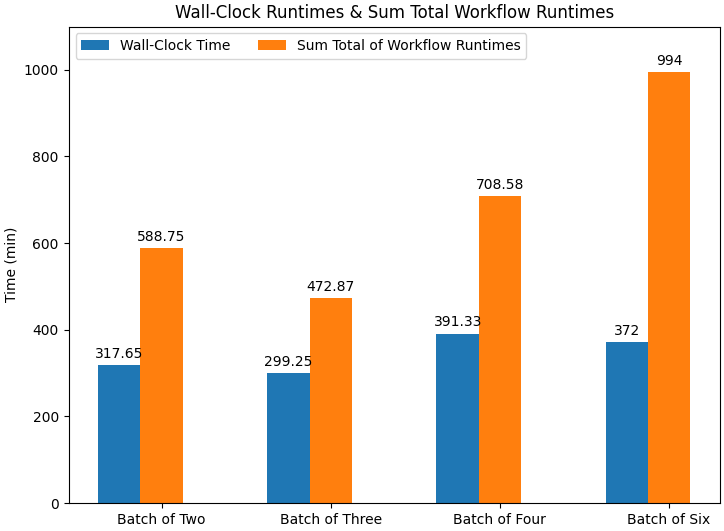 Wall-Clock Runtimes & Sum Total Workflow Runtimes
Wall-Clock Time
Sum Total of Workflow Runtimes
Time (min)
1000
800
600
400
200
0
317.65
588.75
299.25
472.87
391.33
708.58
372
994
Batch of Two
Batch of Three
Batch of Four
Batch of Six